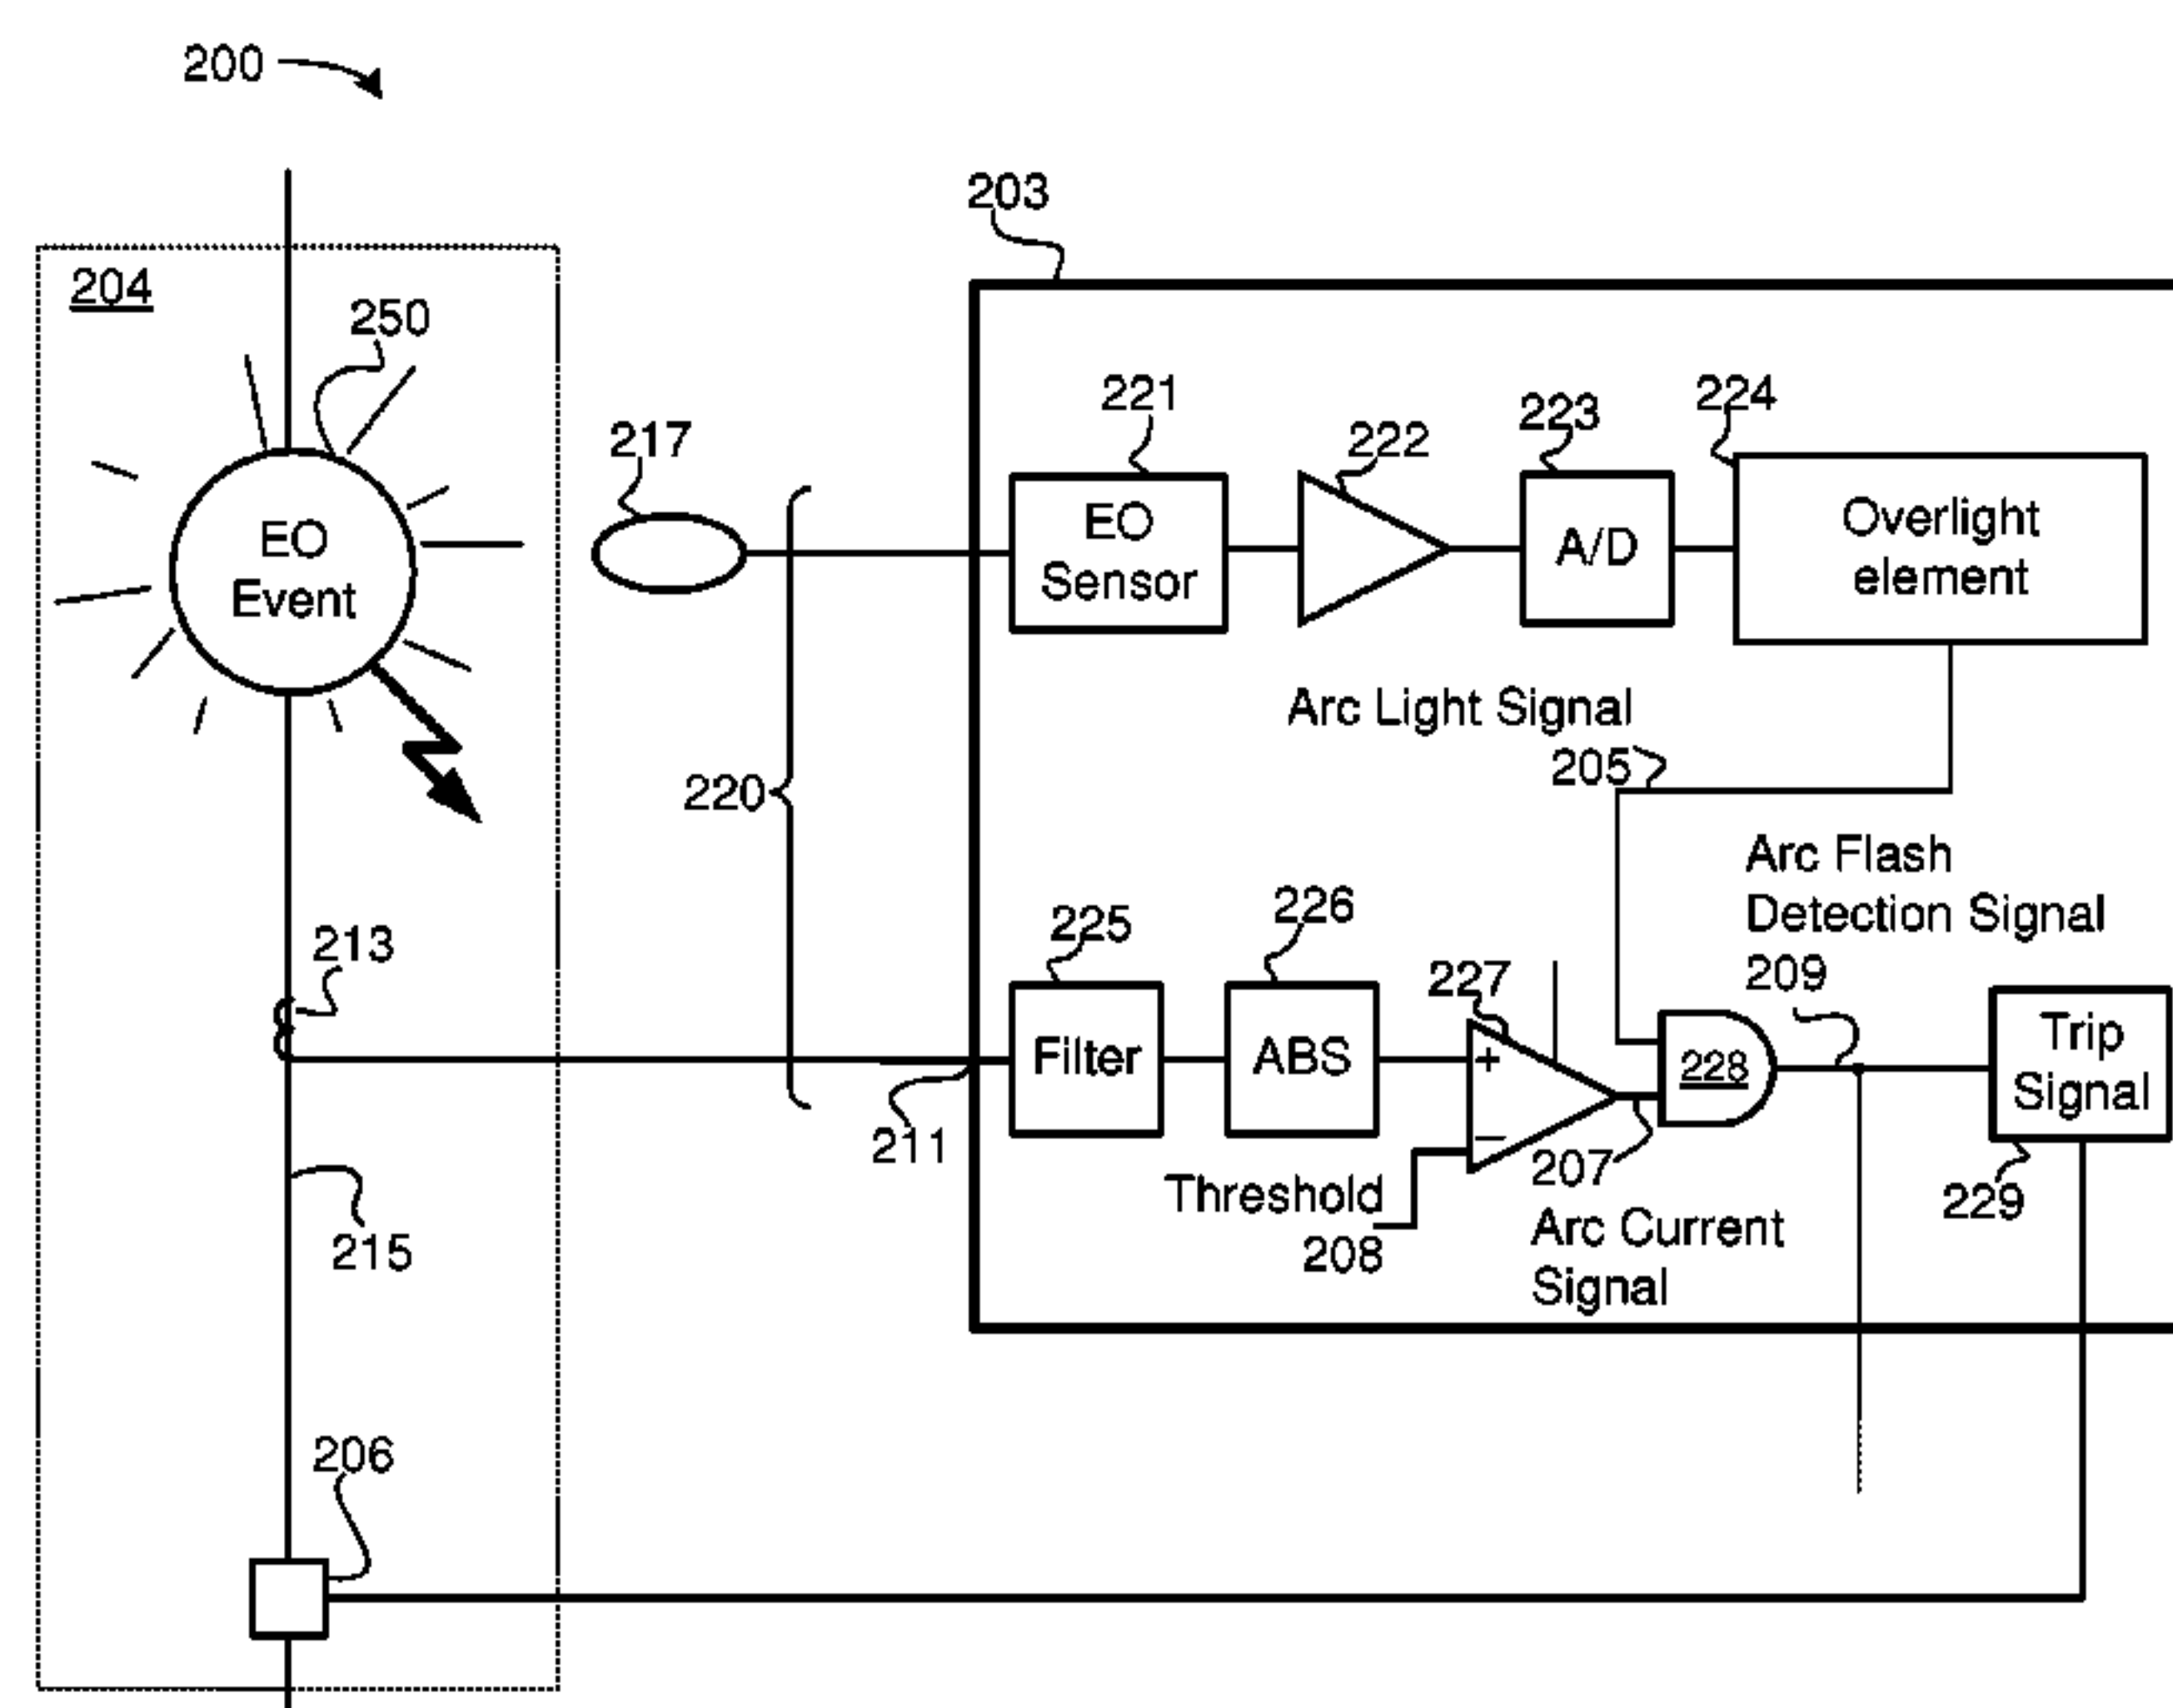 200
203
204
250
221
222
223
224
217
EO
Event
EO
Sensor
A/D
Overlight
element
Arc Light Signal
205
220
Arc Flash
Detection Signal
209
213
225
226
227
Filter
ABS
+
−
228
Trip
Signal
211
Threshold
208
207
Arc Current
Signal
229
215
206